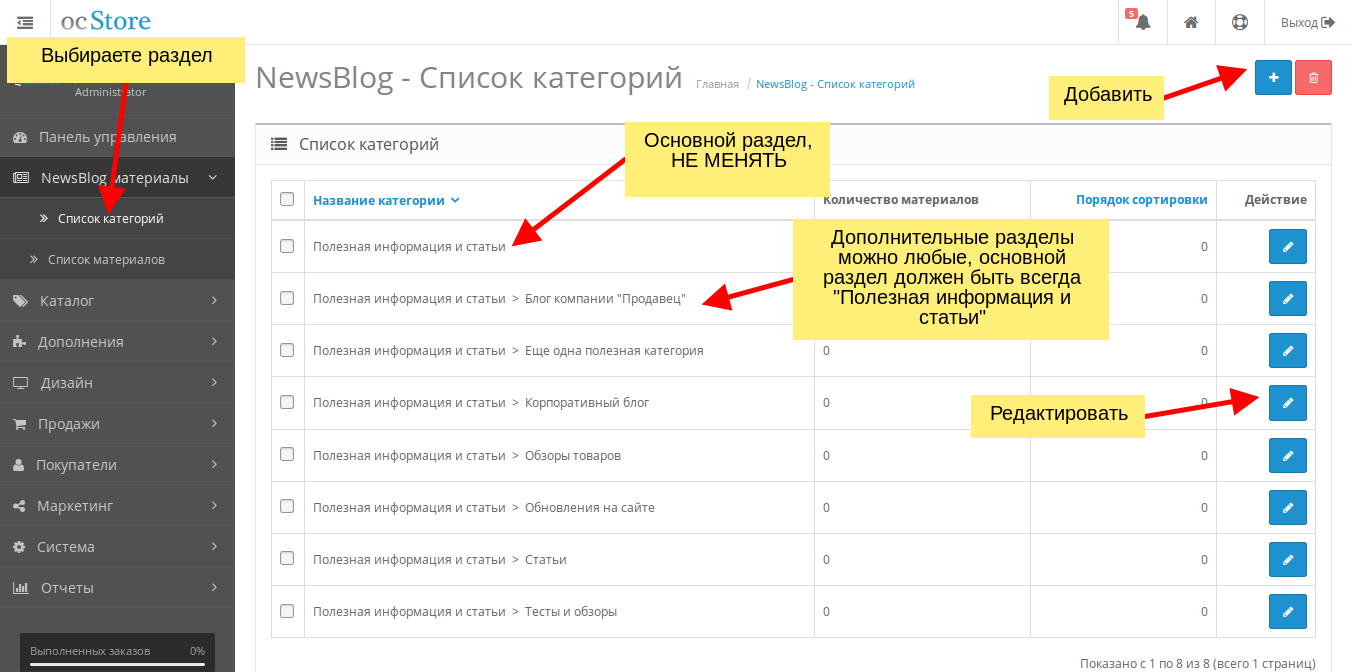 ocStore
5
Выход
Выбираете раздел
Administrator
Панель управления
NewsBlog материалы
Список категорий
Список материалов
Каталог
Дополнения
Дизайн
Продажи
Покупатели
Маркетинг
Система
Отчеты
Выполненных заказов 0%
NewsBlog - Список категорий
Главная / NewsBlog - Список категорий
Добавить
Список категорий
Основной раздел,
НЕ МЕНЯТЬ
Название категории Количество материалов Порядок сортировки Действие
Полезная информация и статьи 0
Дополнительные разделы
можно любые, основной
раздел должен быть всегда
"Полезная информация и
статьи"
Полезная информация и статьи > Блог компании "Продавец" 0
Полезная информация и статьи > Еще одна полезная категория 0 0
Полезная информация и статьи > Корпоративный блог 0 0
Редактировать
Полезная информация и статьи > Обзоры товаров 0 0
Полезная информация и статьи > Обновления на сайте 0 0
Полезная информация и статьи > Статьи 0 0
Полезная информация и статьи > Тесты и обзоры 0 0
Показано с 1 по 8 из 8 (всего 1 страниц)